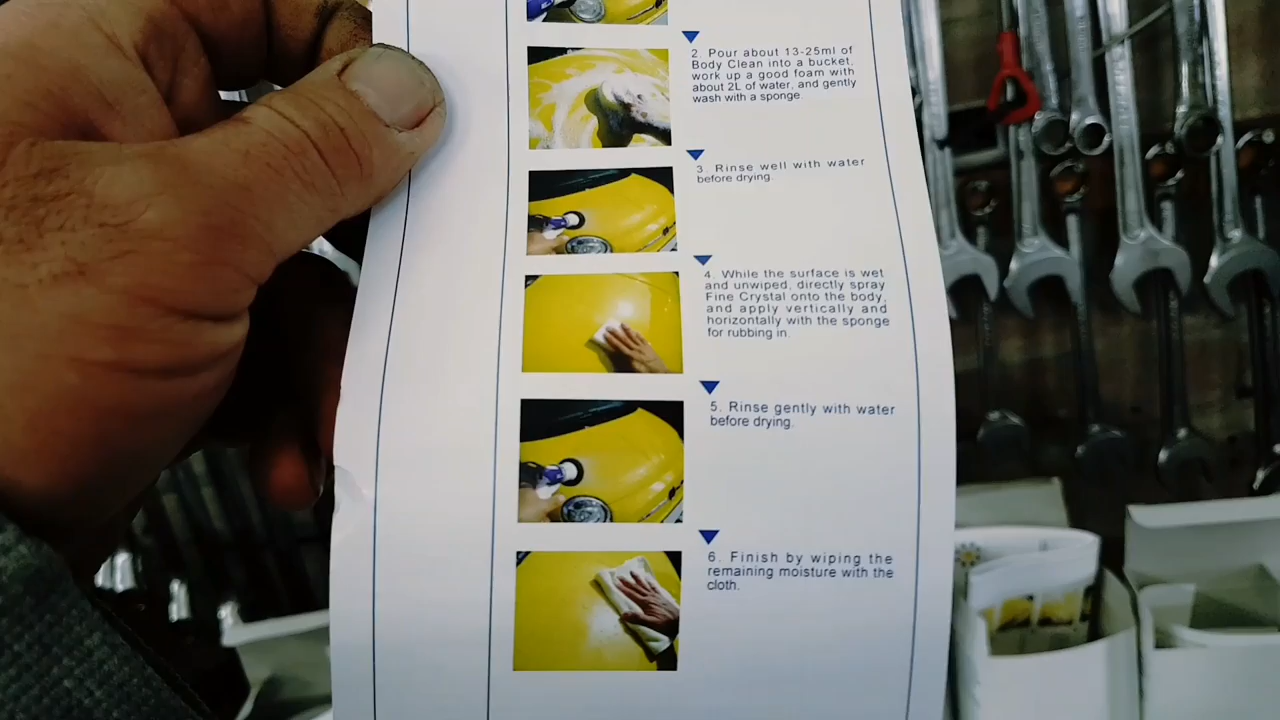 2. Pour about 13-25ml of
Body Clean into a bucket,
work up a good foam with
about 2L of water, and gently
wash with a sponge.
3. Rinse well with water
before drying.
4. While the surface is wet
and unwiped, directly spray
Fine Crystal onto the body,
and apply vertically and
horizontally with the sponge
for rubbing in.
5. Rinse gently with water
before drying.
6. Finish by wiping the
remaining moisture with the
cloth.